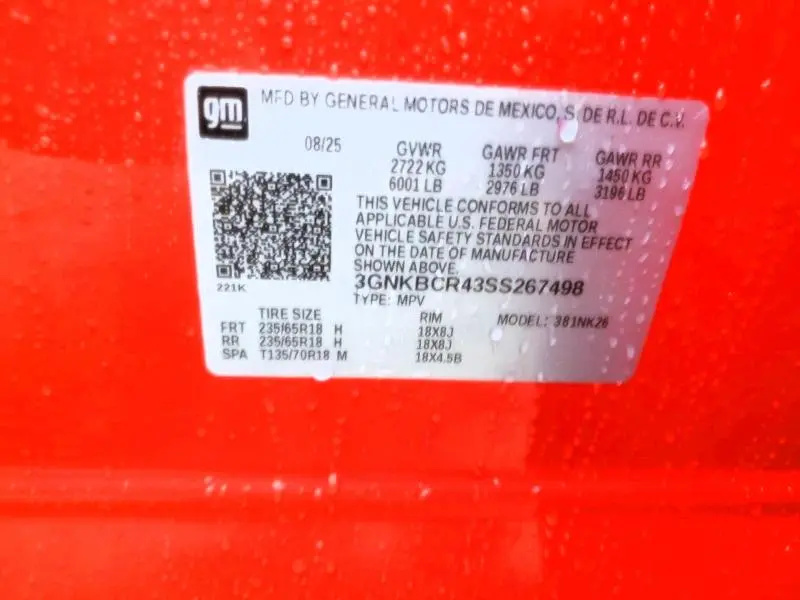 gm MFD BY GENERAL MOTORS DE MEXICO, S. DE R.L. DE C.V.
08/25 GVWR GAWR FRT GAWR RR
2722 KG 1350 KG 1450 KG
6001 LB 2976 LB 3196 LB
THIS VEHICLE CONFORMS TO ALL
APPLICABLE U.S. FEDERAL MOTOR
VEHICLE SAFETY STANDARDS IN EFFECT
ON THE DATE OF MANUFACTURE
SHOWN ABOVE.
221K
3GNKBCR43SS267498
TYPE: MPV
TIRE SIZE RIM MODEL: 381NK26
FRT 235/65R18 H 18X8J
RR 235/65R18 H 18X8J
SPA T135/70R18 M 18X4.5B